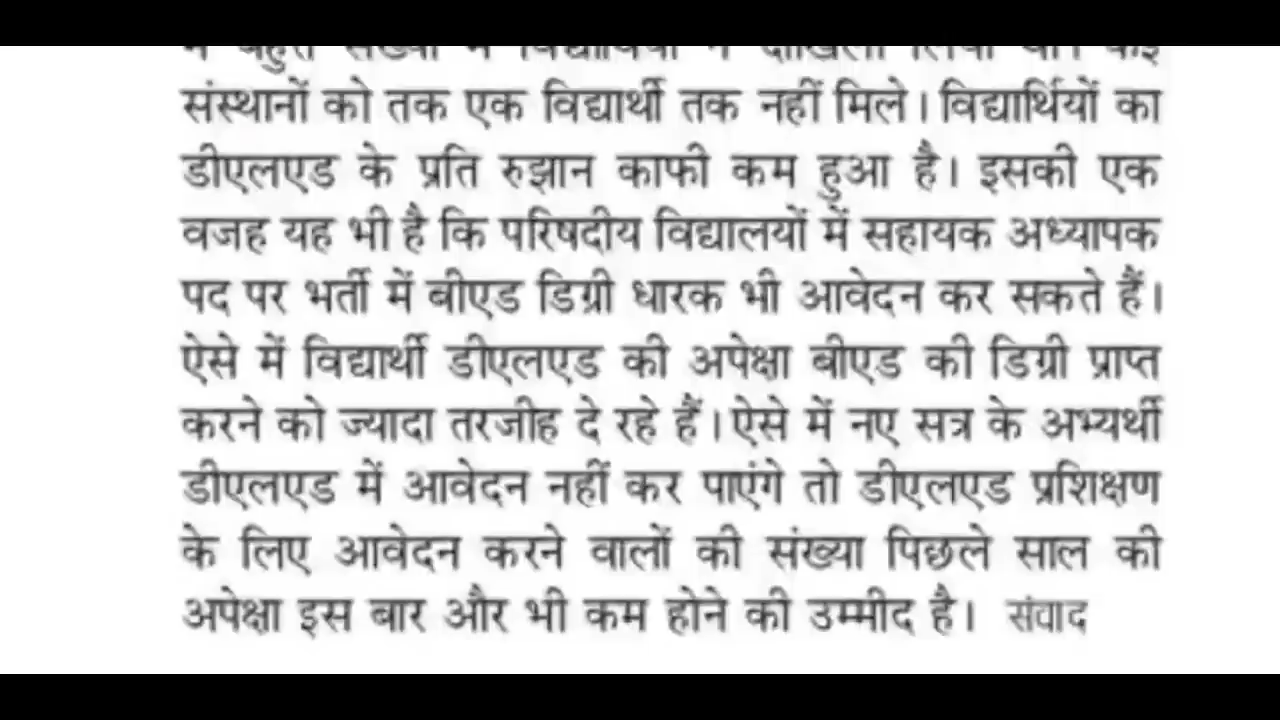 संस्थानों को तक एक विद्यार्थी तक नहीं मिले। विद्यार्थियों का
डीएलएड के प्रति रुझान काफी कम हुआ है। इसकी एक
वजह यह भी है कि परिषदीय विद्यालयों में सहायक अध्यापक
पद पर भर्ती में बीएड डिग्री धारक भी आवेदन कर सकते हैं।
ऐसे में विद्यार्थी डीएलएड की अपेक्षा बीएड की डिग्री प्राप्त
करने को ज्यादा तरजीह दे रहे हैं। ऐसे में नए सत्र के अभ्यर्थी
डीएलएड में आवेदन नहीं कर पाएंगे तो डीएलएड प्रशिक्षण
के लिए आवेदन करने वालों की संख्या पिछले साल की
अपेक्षा इस बार और भी कम होने की उम्मीद है। संवाद